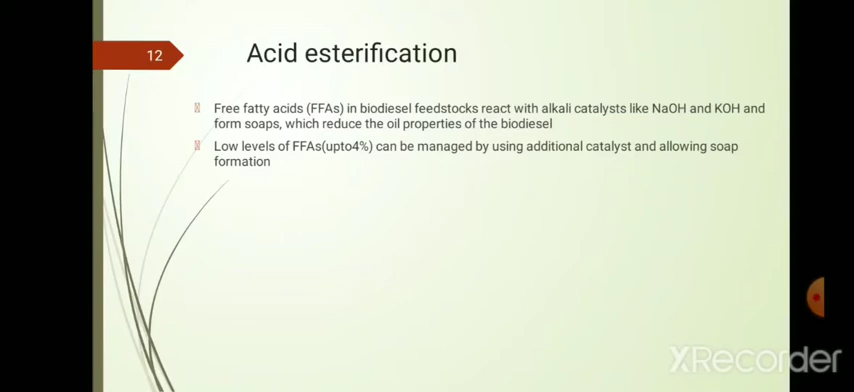 12
Acid esterification
Free fatty acids (FFAs) in biodiesel feedstocks react with alkali catalysts like NaOH and KOH and
form soaps, which reduce the oil properties of the biodiesel
Low levels of FFAs(upto4%) can be managed by using additional catalyst and allowing soap
formation
XRecorder